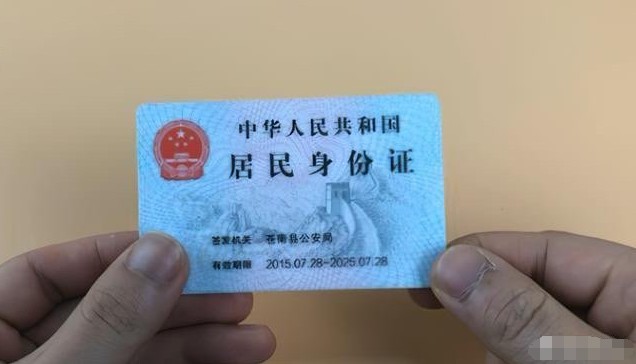 中华人民共和国
居民身份证
签发机关 苍南县公安局
有效期限 2015.07.28-2025.07.28